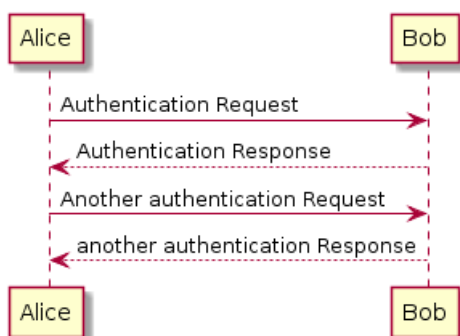 Alice Bob
Authentication Request
Authentication Response
Another authentication Request
another authentication Response
Alice Bob